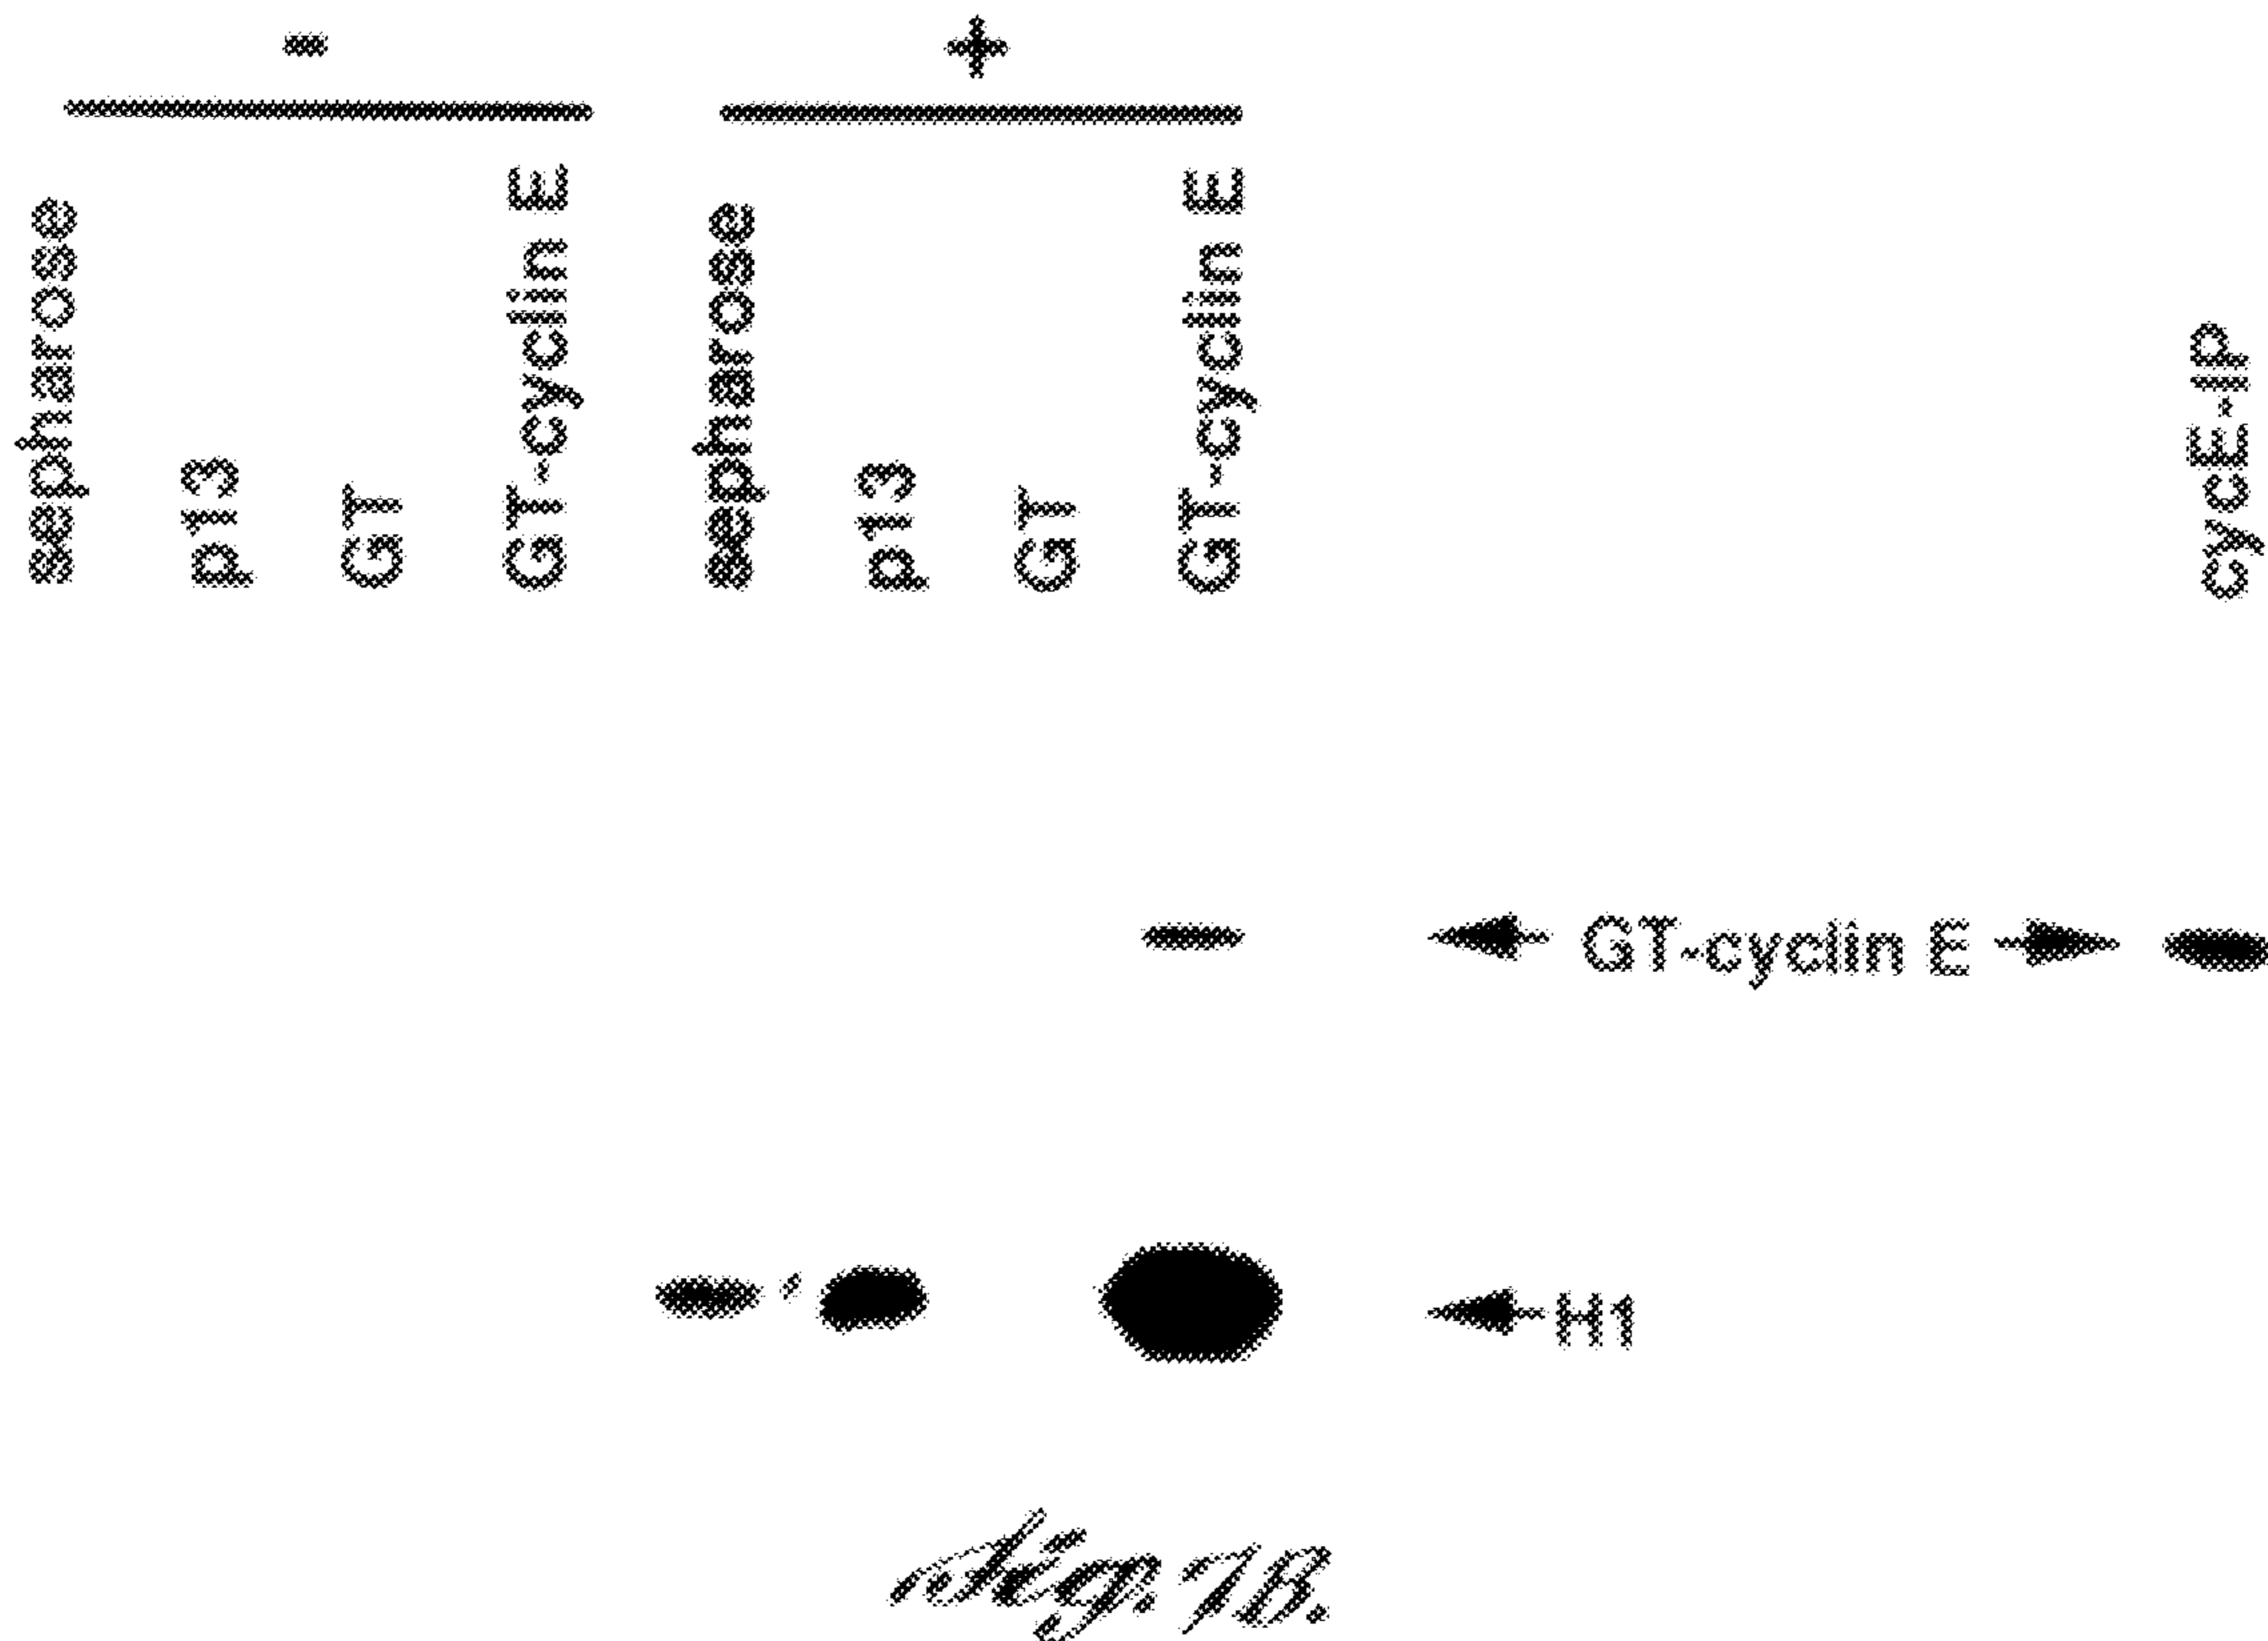 - +
sepharose p13 GT GT-cyclin E sepharose p13 GT GT-cyclin E cycE-IP
GT-cyclin E
H1
Fig. 7B.